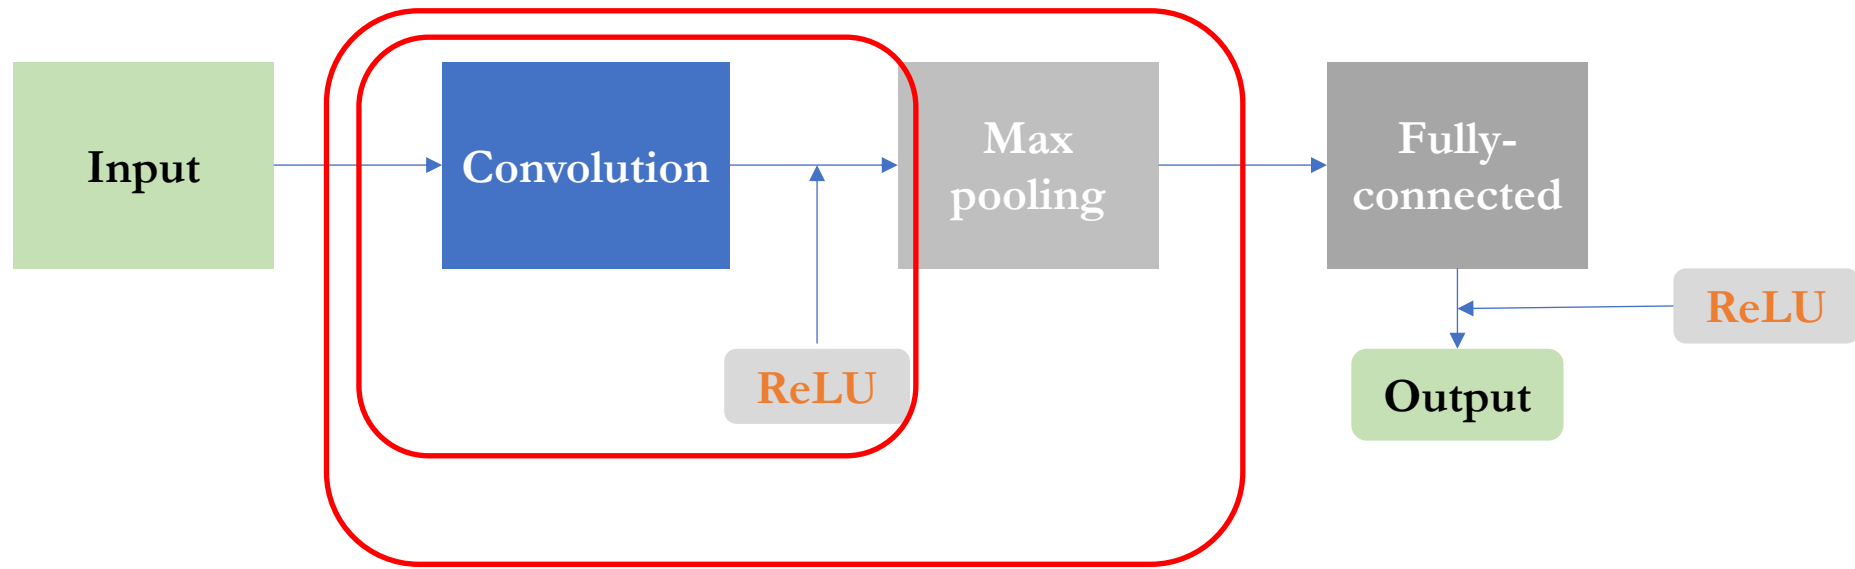 Input
Convolution
Max
pooling
Fully-
connected
ReLU
ReLU
Output